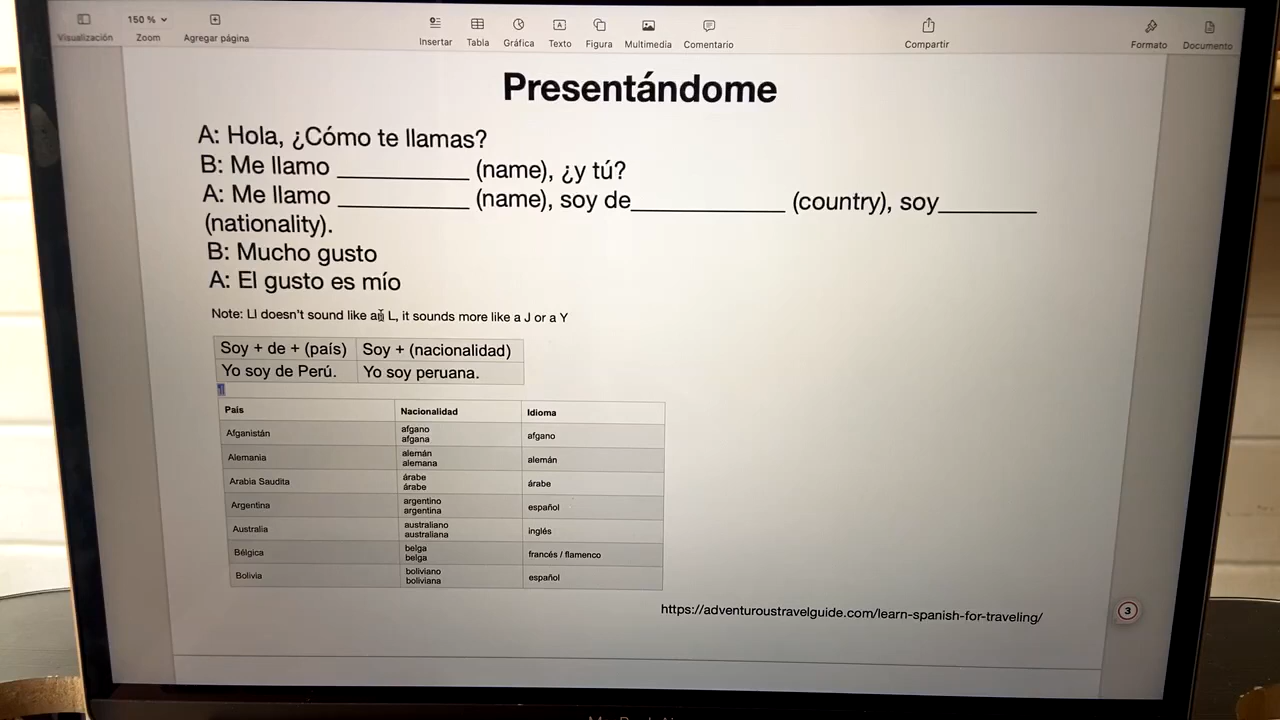 150 %
Visualización Zoom Agregar página Insertar Tabla Gráfica Texto Figura Multimedia Comentario Compartir Formato Documento
Presentándome
A: Hola, ¿Cómo te llamas?
B: Me llamo __________ (name), ¿y tú?
A: Me llamo __________ (name), soy de____________ (country), soy________
(nationality).
B: Mucho gusto
A: El gusto es mío
Note: Ll doesn't sound like an L, it sounds more like a J or a Y
Soy + de + (país) Soy + (nacionalidad)
Yo soy de Perú. Yo soy peruana.
País Nacionalidad Idioma
Afganistán afgano afgano
afgana
Alemania alemán alemán
alemana
Arabia Saudita árabe árabe
árabe
Argentina argentino español
argentina
Australia australiano inglés
australiana
Bélgica belga francés / flamenco
belga
Bolivia boliviano español
boliviana
https://adventuroustravelguide.com/learn-spanish-for-traveling/
3